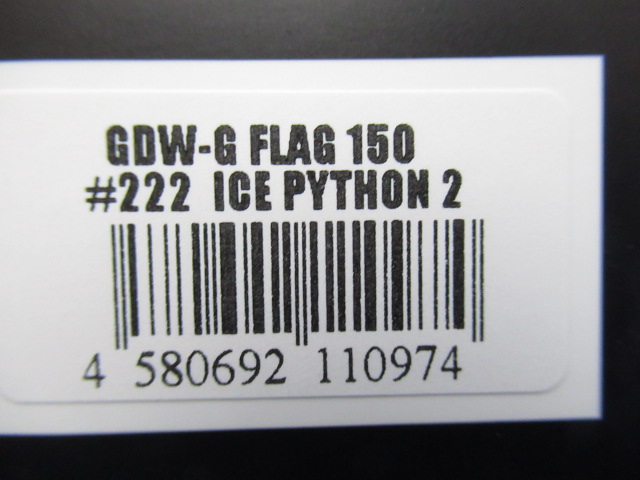 GDW-G FLAG 150
#222 ICE PYTHON 2
4 580692 110974